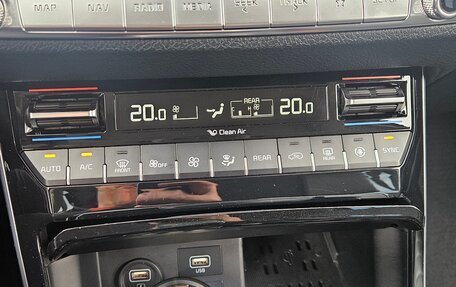 MAP NAV RADIO MEDIA SEEK TRACK SETUP
REAR
20.0 20.0
Clean Air
AUTO A/C FRONT OFF REAR REAR SYNC
USB